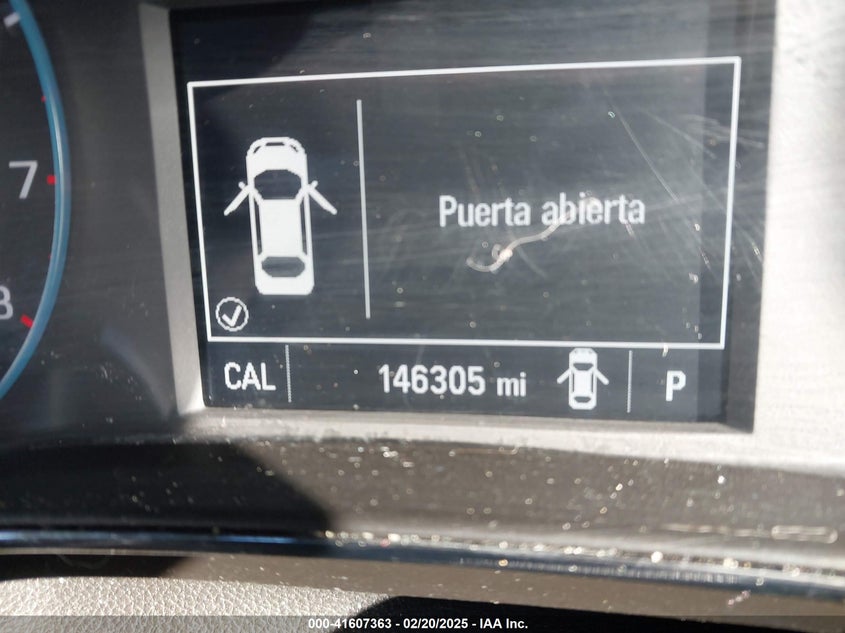 7
8
Puerta abierta
CAL
146305 mi
P
000-41607363 - 02/20/2025 - IAA Inc.